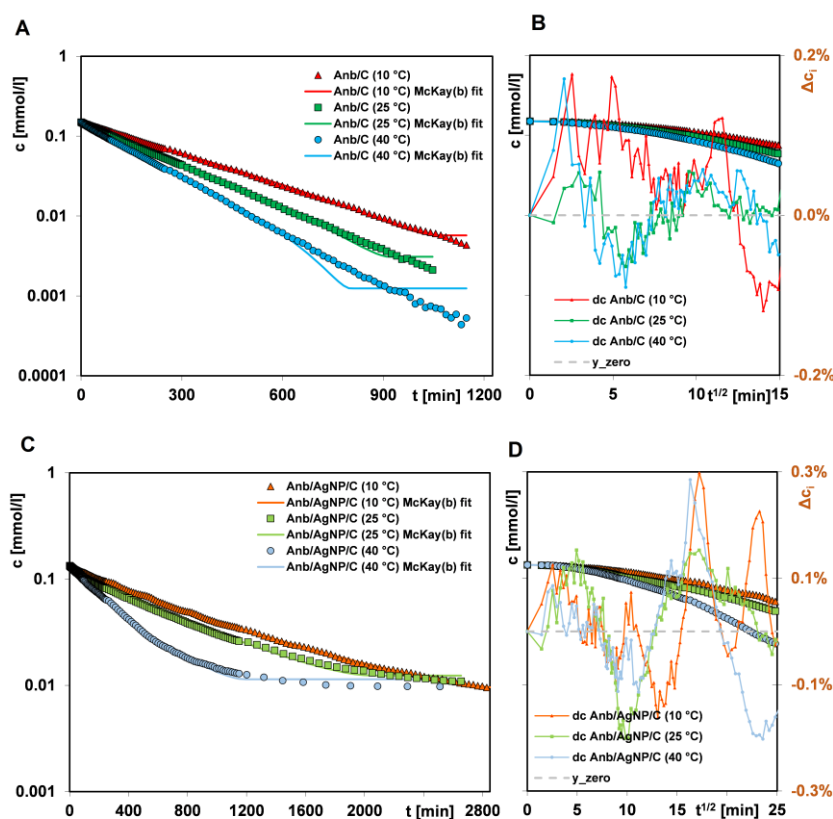 A
c [mmol/l]
1
0.1
0.01
0.001
0.0001
0
300
600
900
1200
t [min]
Anb/C (10 °C)
Anb/C (10 °C) McKay(b) fit
Anb/C (25 °C)
Anb/C (25 °C) McKay(b) fit
Anb/C (40 °C)
Anb/C (40 °C) McKay(b) fit
B
c [mmol/l]
0.2%
0.0%
-0.2%
Δci
dc Anb/C (10 °C)
dc Anb/C (25 °C)
dc Anb/C (40 °C)
y_zero
0
5
10
t1/2 [min]
15
C
c [mmol/l]
1
0.1
0.01
0.001
0
400
800
1200
t [min]
2000
2800
Anb/AgNP/C (10 °C)
Anb/AgNP/C (10 °C) McKay(b) fit
Anb/AgNP/C (25 °C)
Anb/AgNP/C (25 °C) McKay(b) fit
Anb/AgNP/C (40 °C)
Anb/AgNP/C (40 °C) McKay(b) fit
D
c [mmol/l]
0.3%
0.1%
-0.1%
-0.3%
Δci
dc Anb/AgNP/C (10 °C)
dc Anb/AgNP/C (25 °C)
dc Anb/AgNP/C (40 °C)
y_zero
0
5
10
15
t1/2 [min]
25